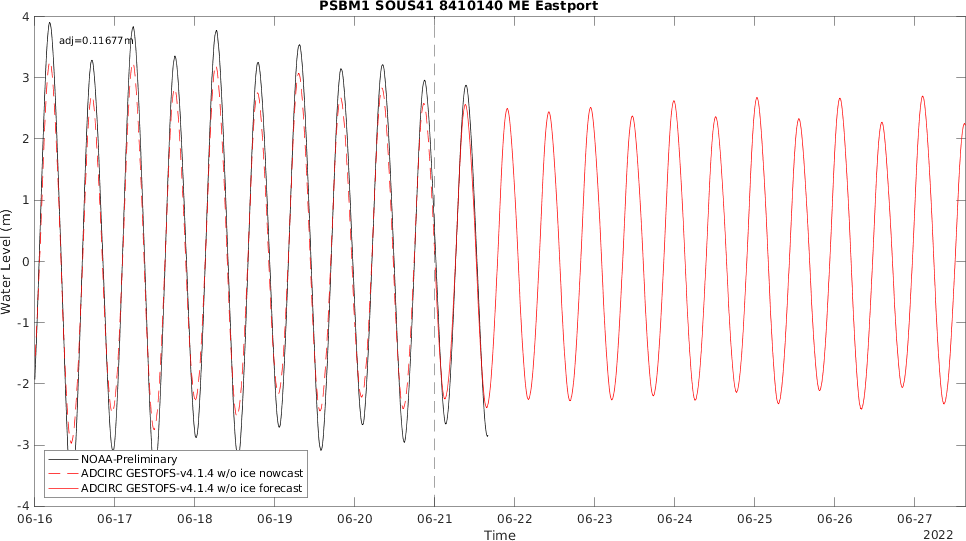 PSBM1 SOUS41 8410140 ME Eastport
adj=0.11677m
Water Level (m)
4
3
2
1
0
-1
-2
-3
-4
NOAA-Preliminary
ADCIRC GESTOFS-v4.1.4 w/o ice nowcast
ADCIRC GESTOFS-v4.1.4 w/o ice forecast
06-16 06-17 06-18 06-19 06-20 06-21 06-22 06-23 06-24 06-25 06-26 06-27
Time
2022